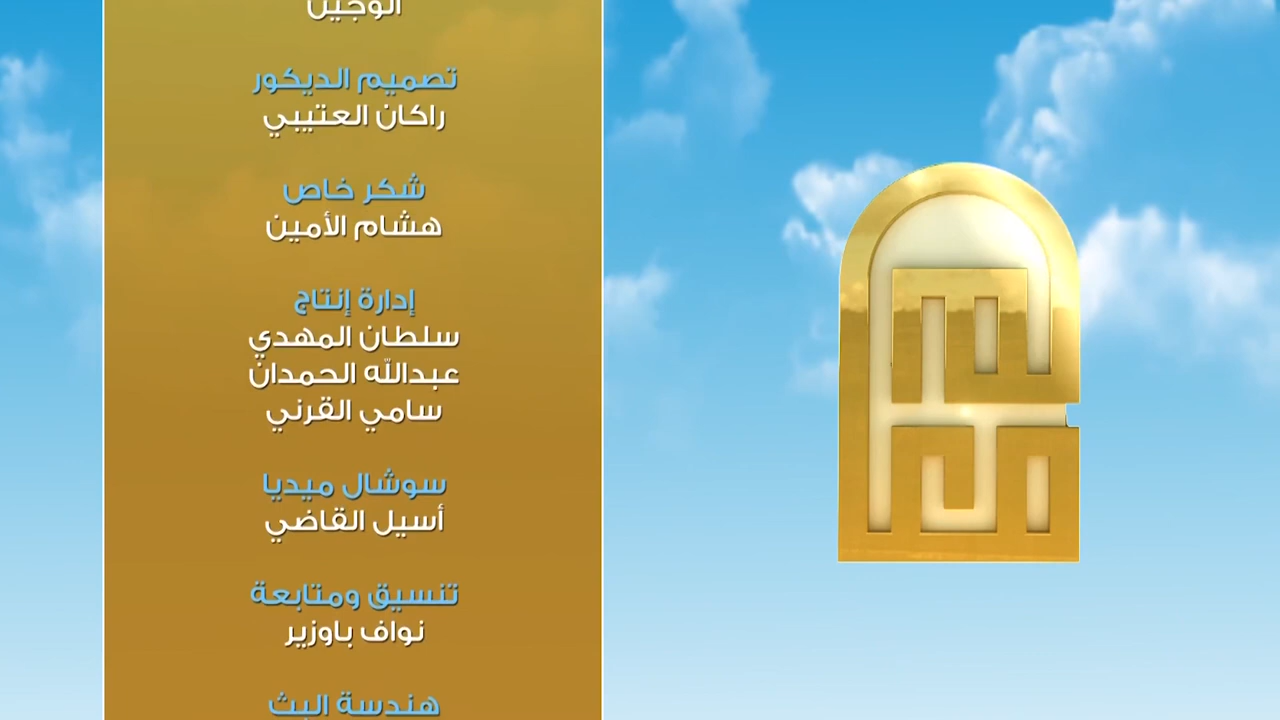 الوجين
تصميم الديكور
راكان العتيبي
شكر خاص
هشام الأمين
إدارة إنتاج
سلطان المهدي
عبدالله الحمدان
سامي القرني
سوشال ميديا
أسيل القاضي
تنسيق ومتابعة
نواف باوزير
هندسة البث